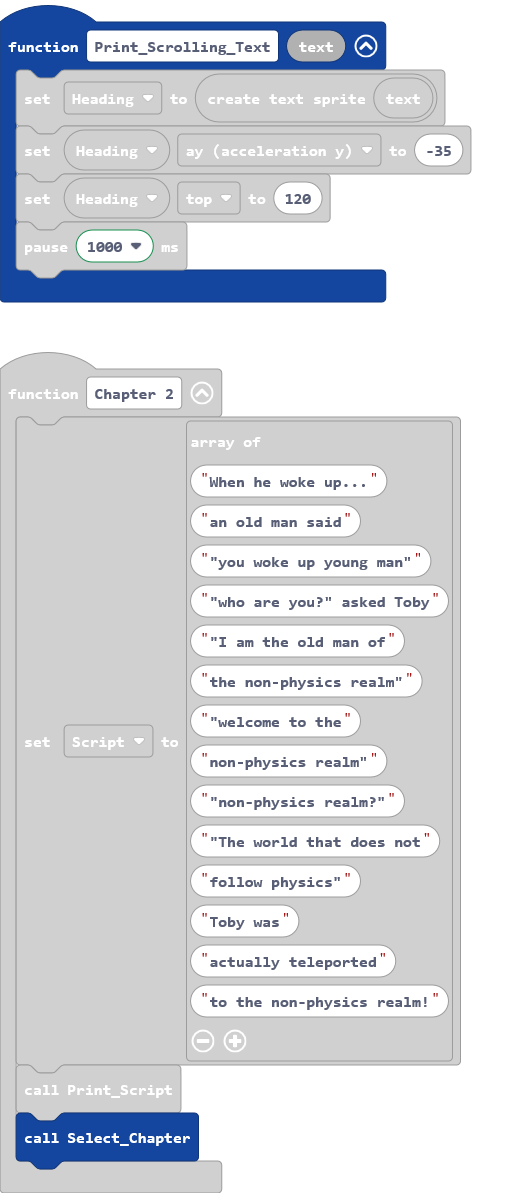 function Print_Scrolling_Text text
set Heading to create text sprite text
set Heading ay (acceleration y) to -35
set Heading top to 120
pause 1000 ms
function Chapter 2
array of
"When he woke up..."
"an old man said"
""you woke up young man""
""who are you?" asked Toby"
""I am the old man of"
"the non-physics realm""
""welcome to the"
set Script to
"non-physics realm""
""non-physics realm?""
""The world that does not"
"follow physics""
"Toby was"
"actually teleported"
"to the non-physics realm!"
call Print_Script
call Select_Chapter